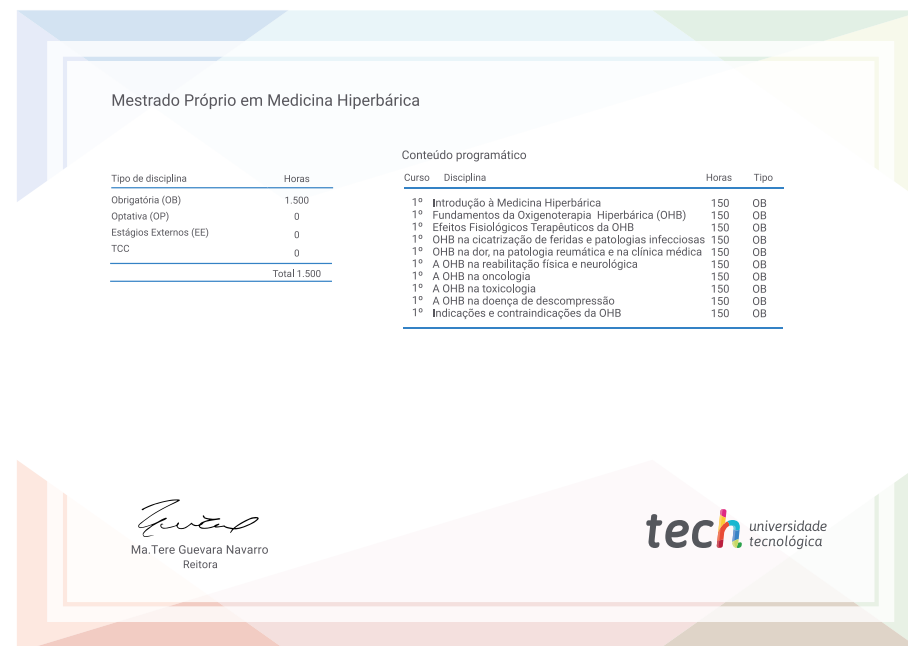 Mestrado Próprio em Medicina Hiperbárica
Tipo de disciplina Horas
Obrigatória (OB) 1.500
Optativa (OP) 0
Estágios Externos (EE) 0
TCC 0
Total 1.500
Conteúdo programático
Curso Disciplina Horas Tipo
1º Introdução à Medicina Hiperbárica 150 OB
1º Fundamentos da Oxigenoterapia Hiperbárica (OHB) 150 OB
1º Efeitos Fisiológicos Terapêuticos da OHB 150 OB
1º OHB na cicatrização de feridas e patologias infecciosas 150 OB
1º OHB na dor, na patologia reumática e na clínica médica 150 OB
1º A OHB na reabilitação física e neurológica 150 OB
1º A OHB na oncologia 150 OB
1º A OHB na toxicologia 150 OB
1º A OHB na doença de descompressão 150 OB
1º Indicações e contraindicações da OHB 150 OB
Ma.Tere Guevara Navarro
Reitora
tech universidade
tecnológica